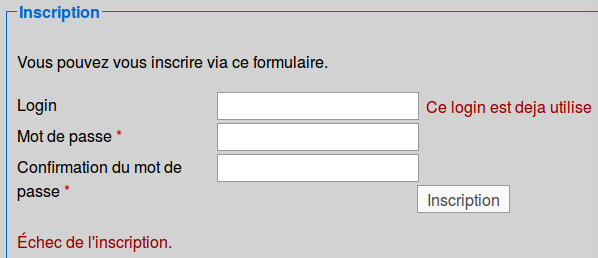 Inscription
Vous pouvez vous inscrire via ce formulaire.
Login
Ce login est deja utilise
Mot de passe *
Confirmation du mot de
passe *
Inscription
Échec de l'inscription.